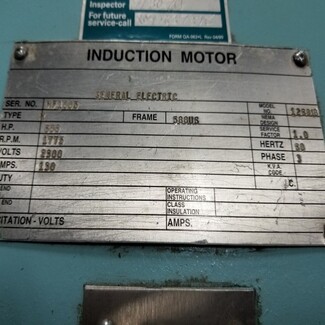 Inspector
For future
service-call
INDUCTION MOTOR
GENERAL ELECTRIC
SER. NO.
MODEL NO.
TYPE
FRAME
NEMA DESIGN
H.P.
SERVICE FACTOR 1.0
R.P.M. 1775
HERTZ 60
VOLTS 2300
PHASE 3
AMPS. 130
K.V.A. CODE
DUTY
C.
END
OPERATING INSTRUCTIONS
END
CLASS INSULATION
CITATION - VOLTS
AMPS.